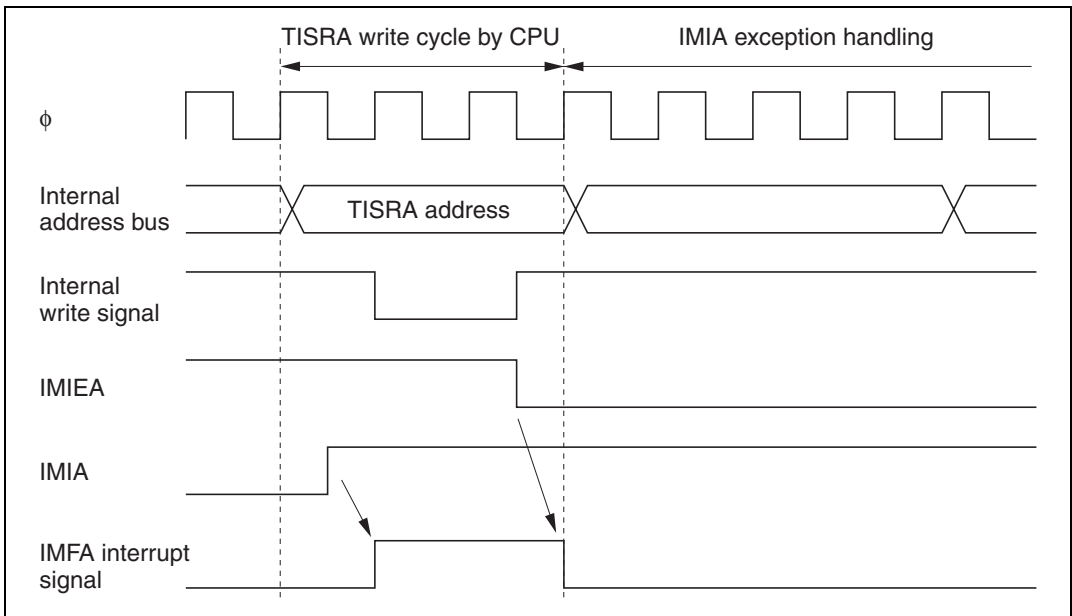 TISRA write cycle by CPU
IMIA exception handling
ϕ
Internal
address bus
TISRA address
Internal
write signal
IMIEA
IMIA
IMFA interrupt
signal